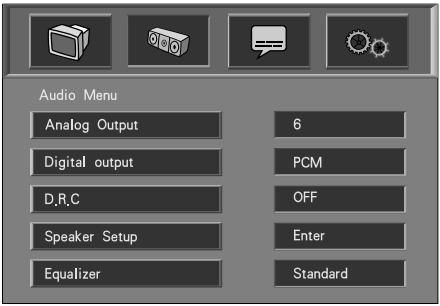 Audio Menu
Analog Output 6
Digital output PCM
D.R.C OFF
Speaker Setup Enter
Equalizer Standard